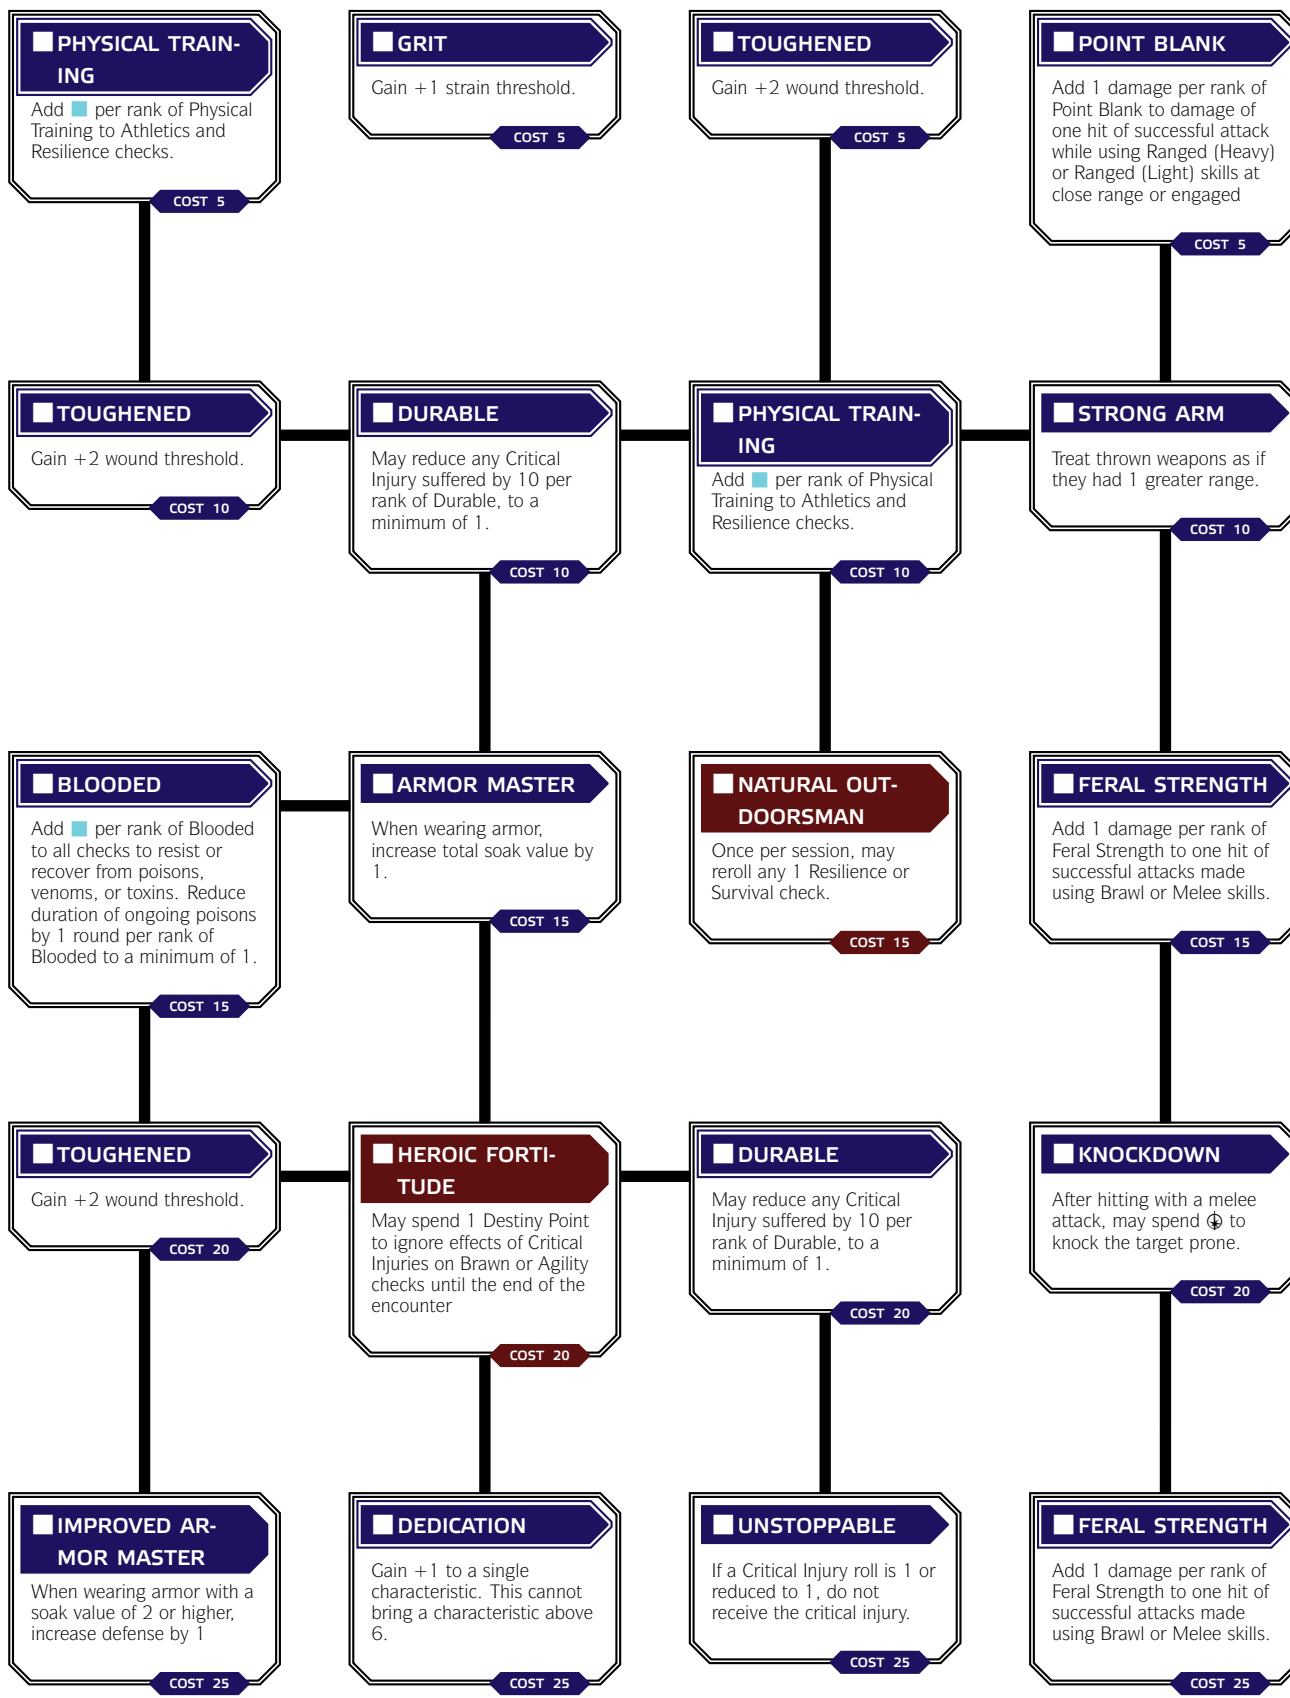 PHYSICAL TRAIN-
ING
Add per rank of Physical
Training to Athletics and
Resilience checks.
COST 5
GRIT
Gain +1 strain threshold.
COST 5
TOUGHENED
Gain +2 wound threshold.
COST 5
POINT BLANK
Add 1 damage per rank of
Point Blank to damage of
one hit of successful attack
while using Ranged (Heavy)
or Ranged (Light) skills at
close range or engaged
COST 5
TOUGHENED
Gain +2 wound threshold.
COST 10
DURABLE
May reduce any Critical
Injury suffered by 10 per
rank of Durable, to a
minimum of 1.
COST 10
PHYSICAL TRAIN-
ING
Add per rank of Physical
Training to Athletics and
Resilience checks.
COST 10
STRONG ARM
Treat thrown weapons as if
they had 1 greater range.
COST 10
BLOODED
Add per rank of Blooded
to all checks to resist or
recover from poisons,
venoms, or toxins. Reduce
duration of ongoing poisons
by 1 round per rank of
Blooded to a minimum of 1.
COST 15
ARMOR MASTER
When wearing armor,
increase total soak value by
1.
COST 15
NATURAL OUT-
DOORSMAN
Once per session, may
reroll any 1 Resilience or
Survival check.
COST 15
FERAL STRENGTH
Add 1 damage per rank of
Feral Strength to one hit of
successful attacks made
using Brawl or Melee skills.
COST 15
TOUGHENED
Gain +2 wound threshold.
COST 20
HEROIC FORTI-
TUDE
May spend 1 Destiny Point
to ignore effects of Critical
Injuries on Brawn or Agility
checks until the end of the
encounter
COST 20
DURABLE
May reduce any Critical
Injury suffered by 10 per
rank of Durable, to a
minimum of 1.
COST 20
KNOCKDOWN
After hitting with a melee
attack, may spend to
knock the target prone.
COST 20
IMPROVED AR-
MOR MASTER
When wearing armor with a
soak value of 2 or higher,
increase defense by 1
COST 25
DEDICATION
Gain +1 to a single
characteristic. This cannot
bring a characteristic above
6.
COST 25
UNSTOPPABLE
If a Critical Injury roll is 1 or
reduced to 1, do not
receive the critical injury.
COST 25
FERAL STRENGTH
Add 1 damage per rank of
Feral Strength to one hit of
successful attacks made
using Brawl or Melee skills.
COST 25